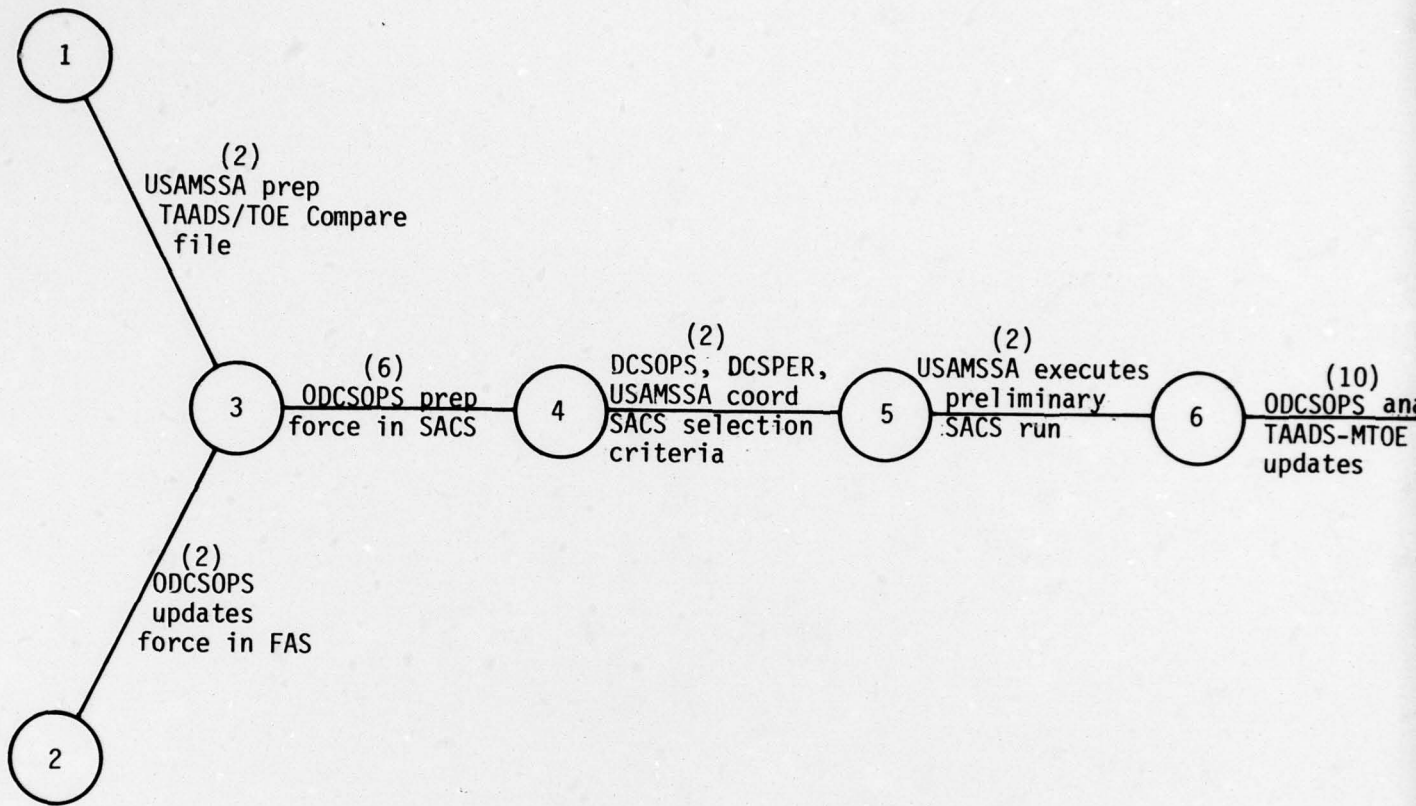 1
(2)
USAMSSA prep
TAADS/TOE Compare
file
(6)
ODCSOPS prep
force in SACS
(2)
DCSOPS, DCSPER,
USAMSSA coord
SACS selection
criteria
(2)
USAMSSA executes
preliminary
SACS run
(10)
ODCSOPS
TAADS-MTOE
updates
3
4
5
6
(2)
ODCSOPS
updates
force in FAS
2